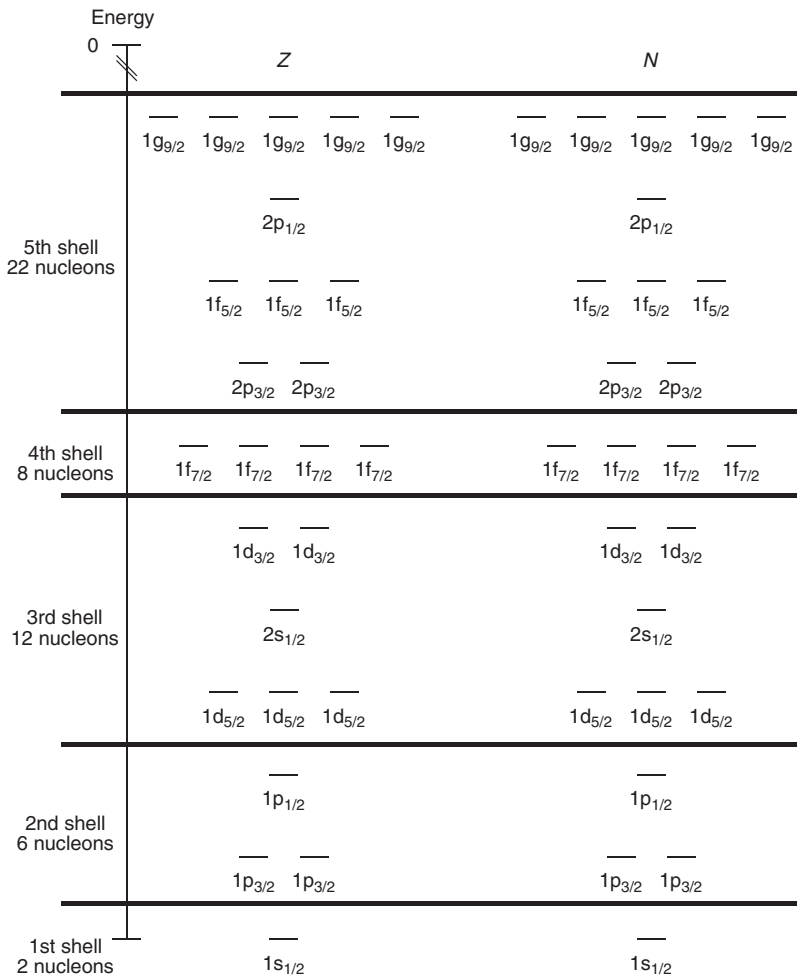 Energy
0
Z N
1g9/2 1g9/2 1g9/2 1g9/2 1g9/2 1g9/2 1g9/2 1g9/2 1g9/2 1g9/2
2p1/2 2p1/2
5th shell
22 nucleons
1f5/2 1f5/2 1f5/2 1f5/2 1f5/2 1f5/2
2p3/2 2p3/2 2p3/2 2p3/2
4th shell
8 nucleons
1f7/2 1f7/2 1f7/2 1f7/2 1f7/2 1f7/2 1f7/2 1f7/2
1d3/2 1d3/2 1d3/2 1d3/2
3rd shell
12 nucleons
2s1/2 2s1/2
1d5/2 1d5/2 1d5/2 1d5/2 1d5/2 1d5/2
1p1/2 1p1/2
2nd shell
6 nucleons
1p3/2 1p3/2 1p3/2 1p3/2
1st shell
2 nucleons
1s1/2 1s1/2